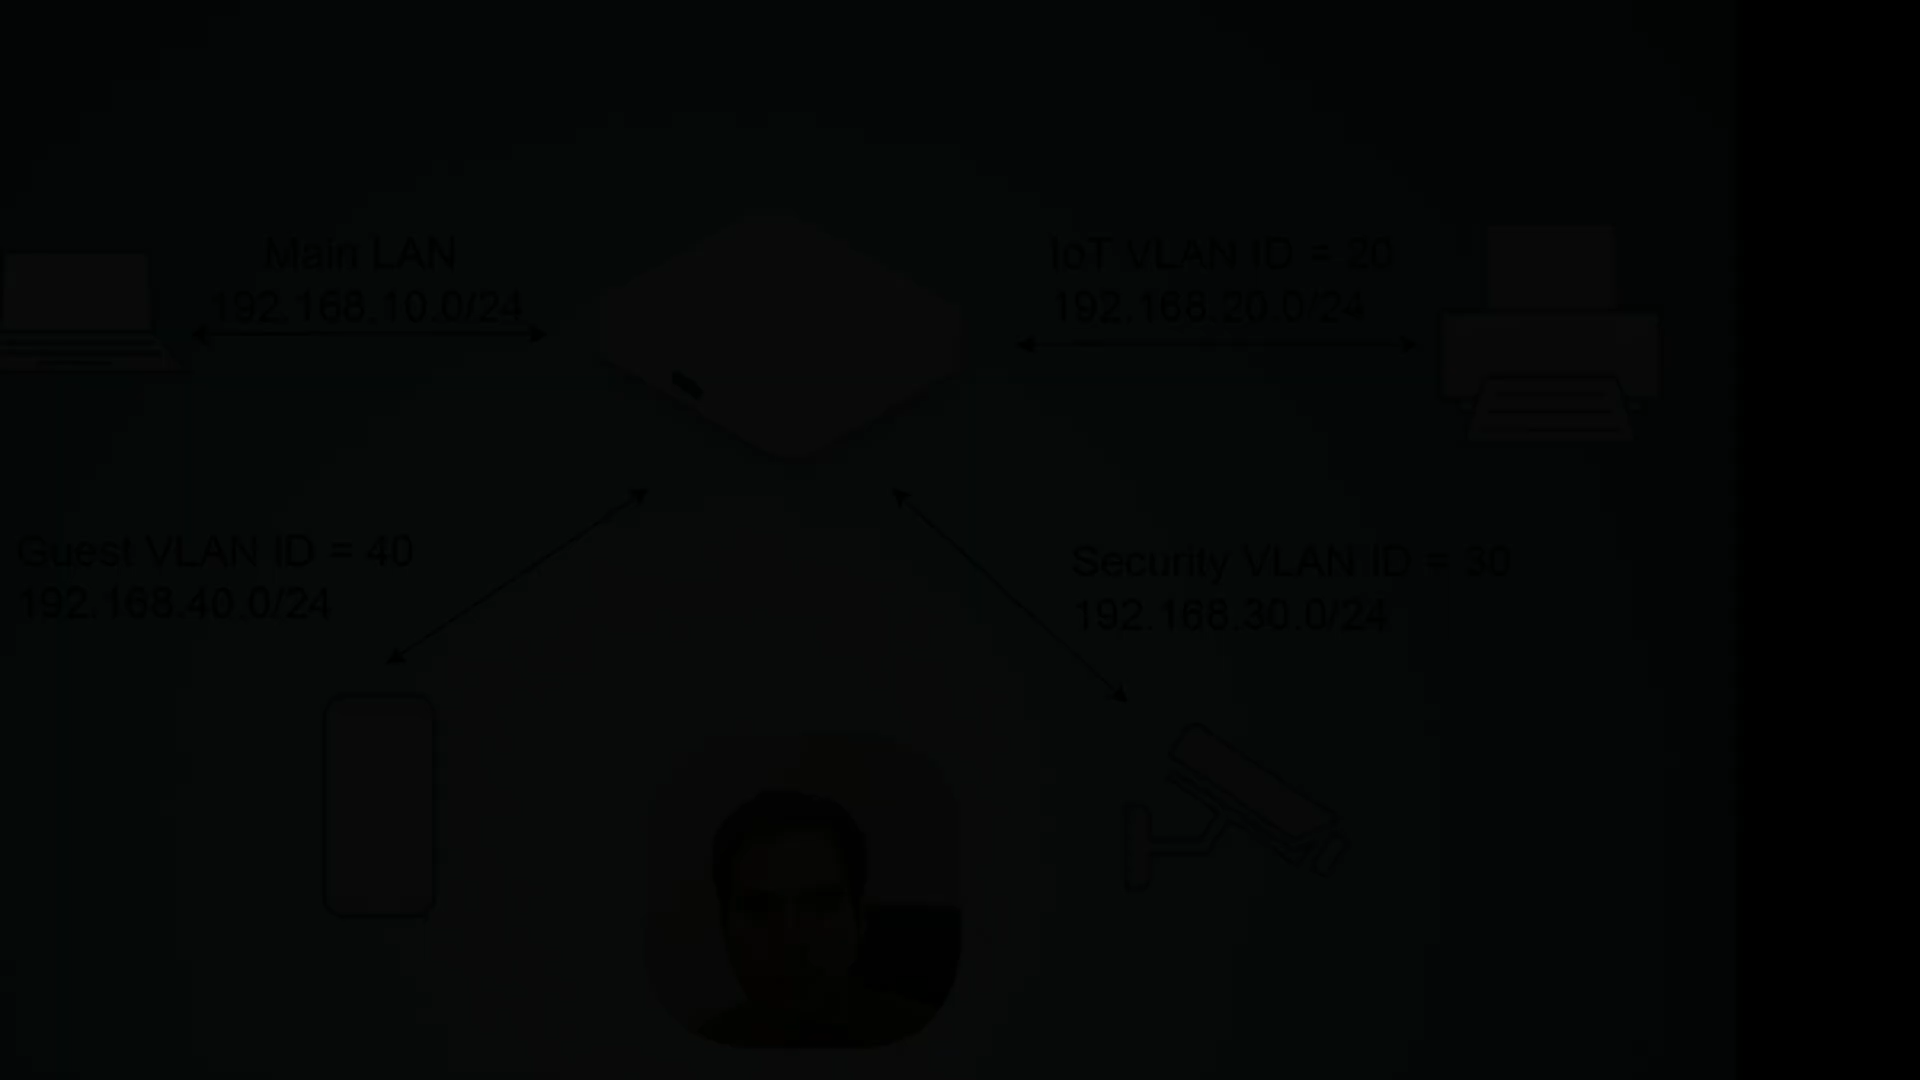 Main LAN
192.168.10.0/24
IoT VLAN ID = 20
192.168.20.0/24
Guest VLAN ID = 40
192.168.40.0/24
Security VLAN ID = 30
192.168.30.0/24